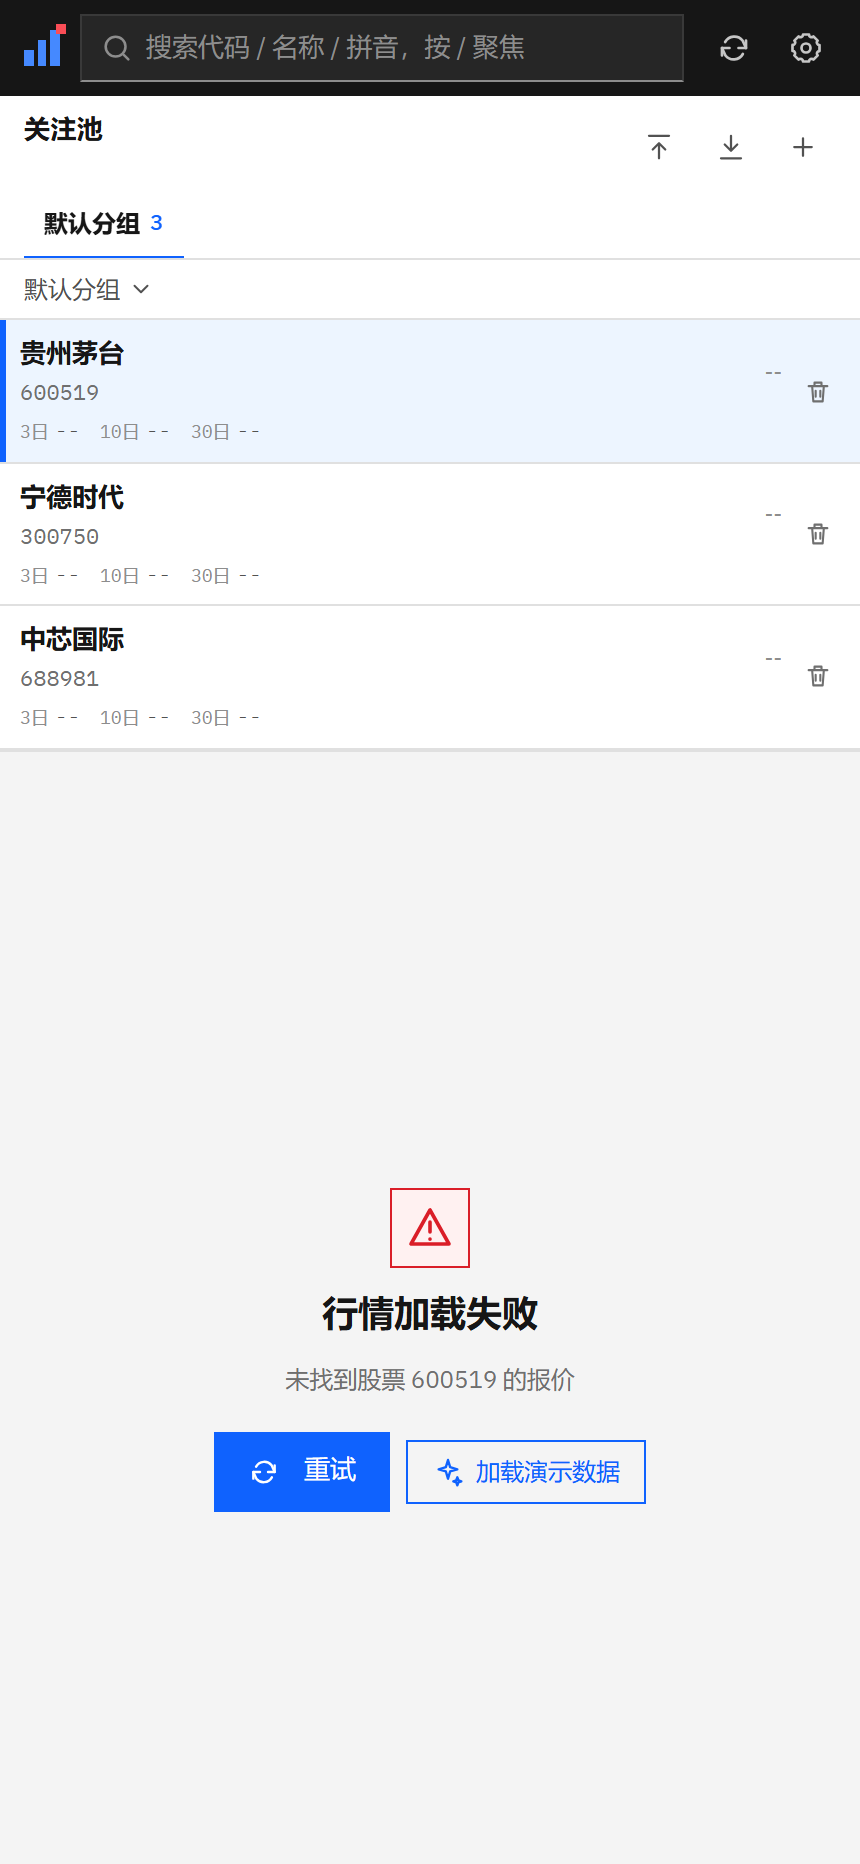 搜索代码 / 名称 / 拼音，按 / 聚焦
关注池
默认分组 3
默认分组
贵州茅台
--
600519
3日 -- 10日 -- 30日 --
宁德时代
--
300750
3日 -- 10日 -- 30日 --
中芯国际
--
688981
3日 -- 10日 -- 30日 --
行情加载失败
未找到股票 600519 的报价
重试 加载演示数据